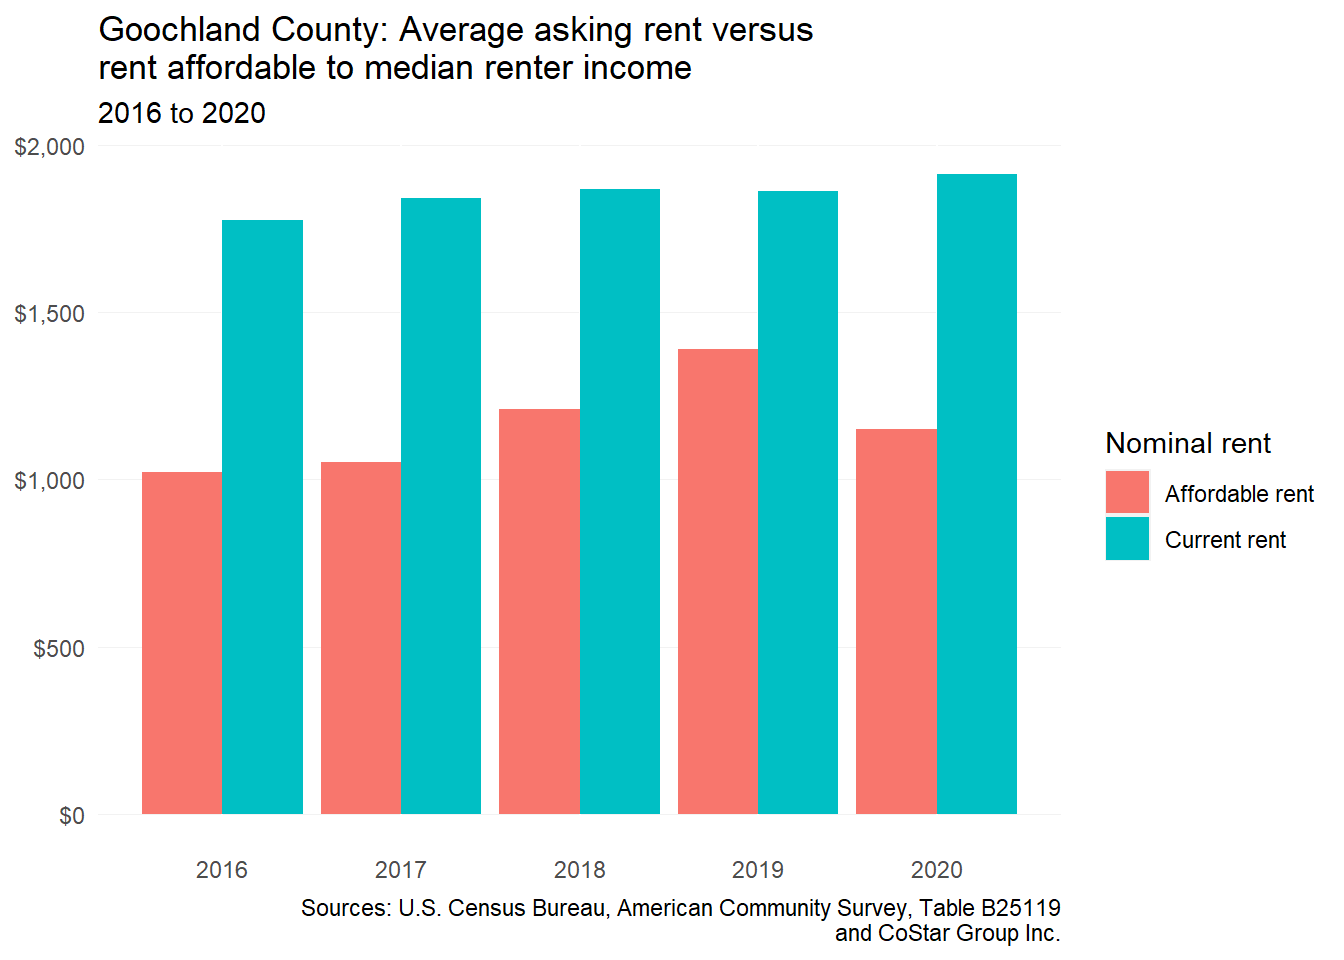 Goochland County: Average asking rent versus
rent affordable to median renter income
2016 to 2020
$2,000
$1,500
$1,000
$500
$0
2016 2017 2018 2019 2020
Nominal rent
Affordable rent
Current rent
Sources: U.S. Census Bureau, American Community Survey, Table B25119
and CoStar Group Inc.